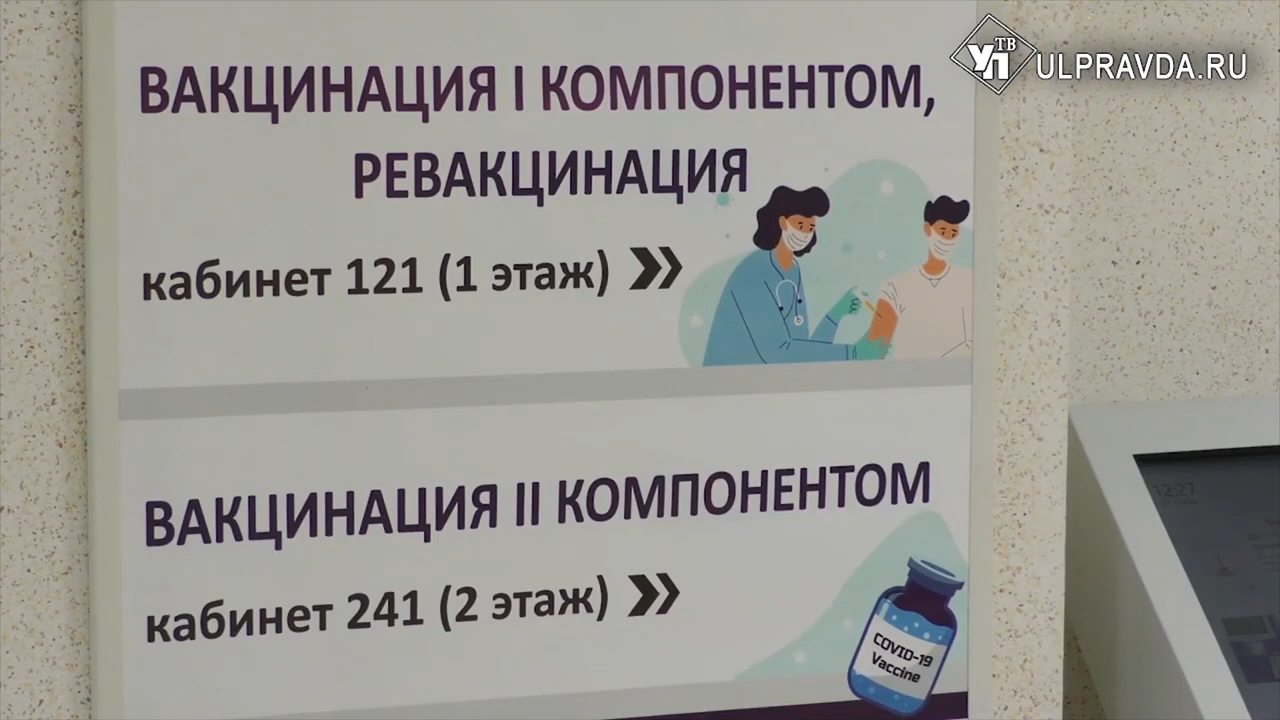 УП ТВ ULPRAVDA.RU
ВАКЦИНАЦИЯ I КОМПОНЕНТОМ,
РЕВАКЦИНАЦИЯ
кабинет 121 (1 этаж)
ВАКЦИНАЦИЯ II КОМПОНЕНТОМ
кабинет 241 (2 этаж)
COVID-19
Vaccine
12:27